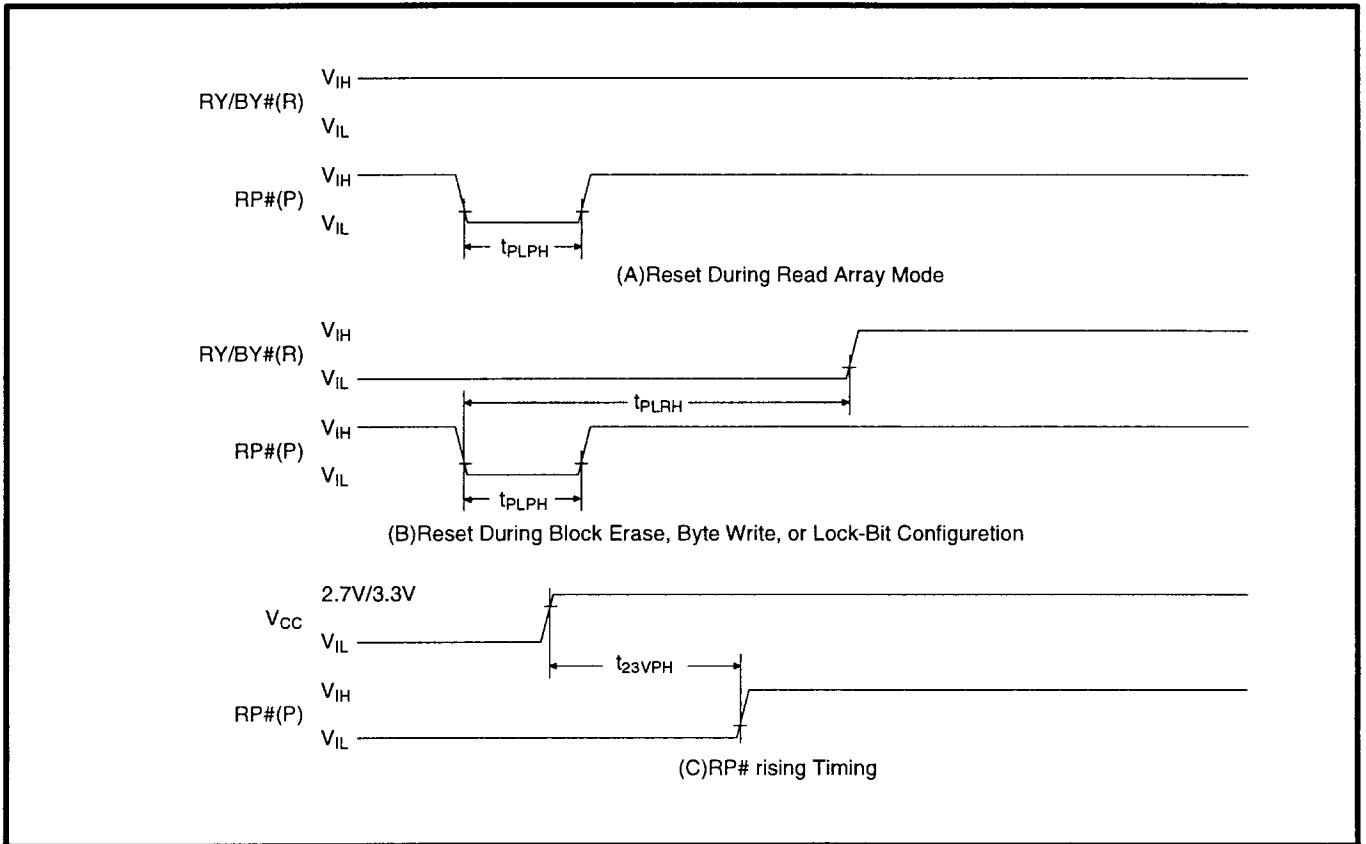 V_IH
RY/BY#(R)
V_IL
V_IH
RP#(P)
V_IL
t_PLPH
(A)Reset During Read Array Mode
V_IH
RY/BY#(R)
V_IL
t_PLRH
V_IH
RP#(P)
V_IL
t_PLPH
(B)Reset During Block Erase, Byte Write, or Lock-Bit Configuretion
2.7V/3.3V
V_CC
V_IL
t_23VPH
V_IH
RP#(P)
V_IL
(C)RP# rising Timing